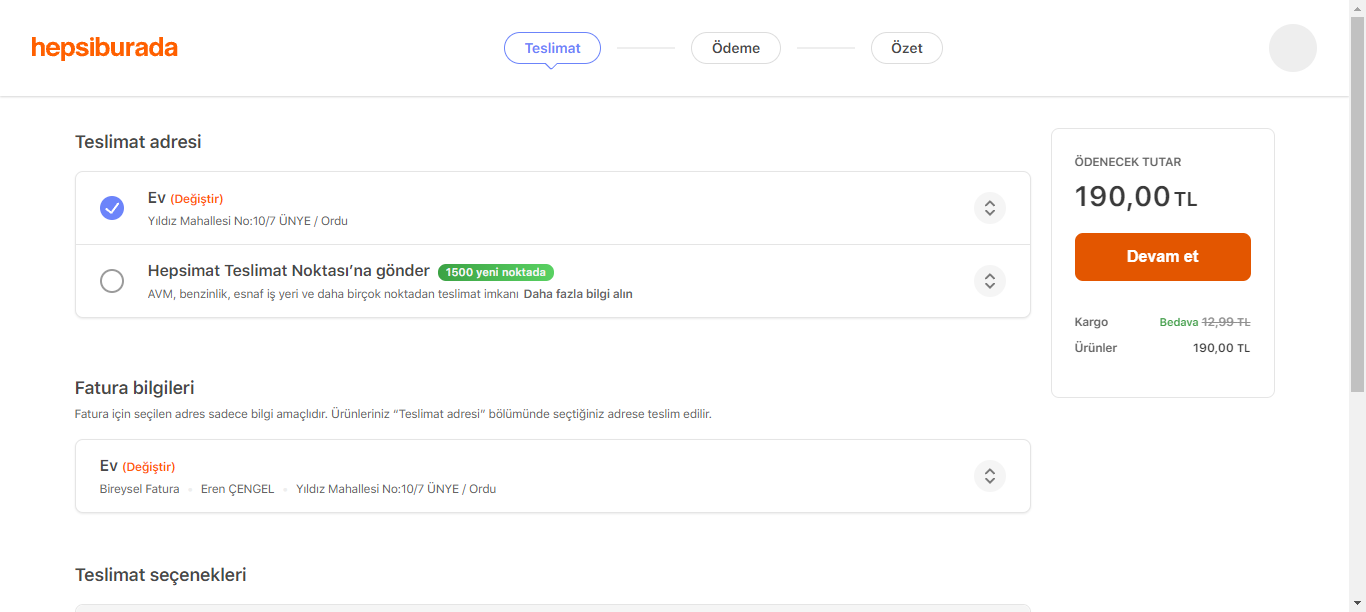 hepsiburada
Teslimat
Ödeme
Özet
Teslimat adresi
Ev (Değiştir)
Yıldız Mahallesi No:10/7 ÜNYE / Ordu
Hepsimat Teslimat Noktası’na gönder 1500 yeni noktada
AVM, benzinlik, esnaf iş yeri ve daha birçok noktadan teslimat imkanı Daha fazla bilgi alın
Fatura bilgileri
Fatura için seçilen adres sadece bilgi amaçlıdır. Ürünleriniz “Teslimat adresi” bölümünde seçtiğiniz adrese teslim edilir.
Ev (Değiştir)
Bireysel Fatura • Eren ÇENGEL • Yıldız Mahallesi No:10/7 ÜNYE / Ordu
Teslimat seçenekleri
ÖDENECEK TUTAR
190,00 TL
Devam et
Kargo Bedava 12,99 TL
Ürünler 190,00 TL